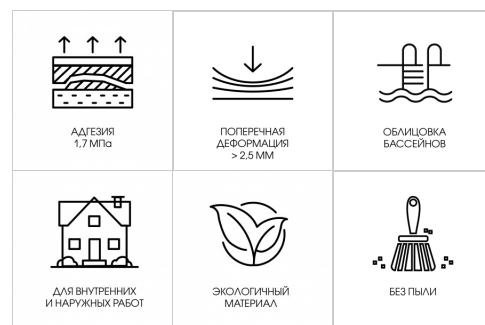 АДГЕЗИЯ
1,7 МПа
ПОПЕРЕЧНАЯ
ДЕФОРМАЦИЯ
> 2,5 ММ
ОБЛИЦОВКА
БАССЕЙНОВ
ДЛЯ ВНУТРЕННИХ
И НАРУЖНЫХ РАБОТ
ЭКОЛОГИЧНЫЙ
МАТЕРИАЛ
БЕЗ ПЫЛИ